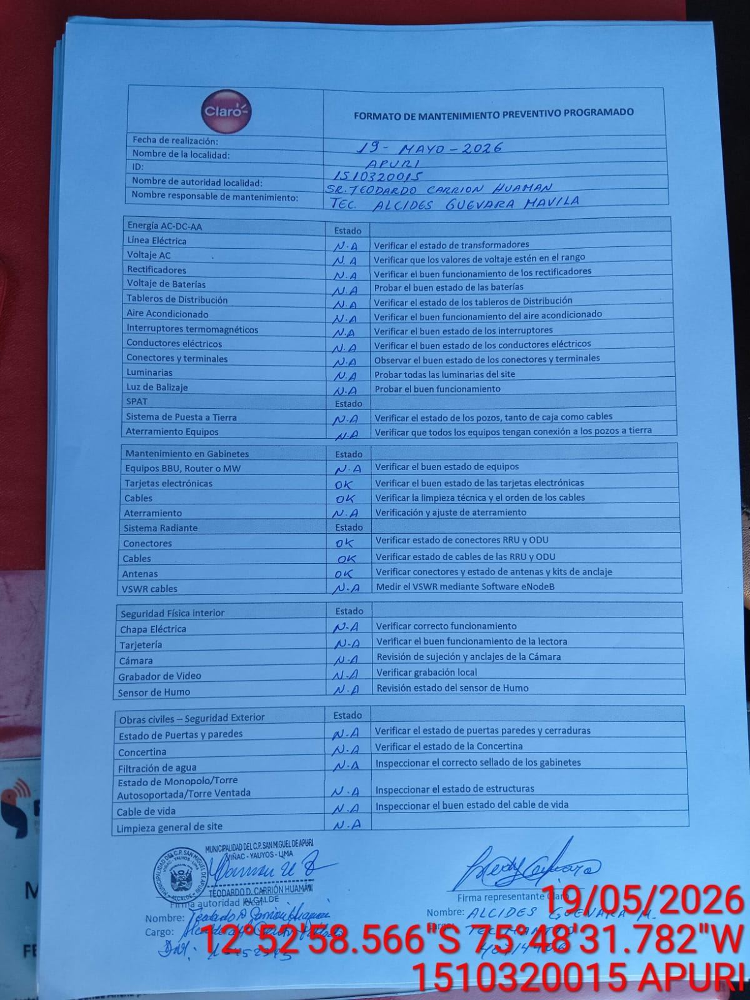 Claro
FORMATO DE MANTENIMIENTO PREVENTIVO PROGRAMADO
Fecha de realización: 19 - MAYO - 2026
Nombre de la localidad: APURI
ID: 1510320015
Nombre de autoridad localidad: SR. TEODARDO CARRION HUAMAN
Nombre responsable de mantenimiento: TEC. ALCIDES GUEVARA MAVILA
Energía AC-DC-AA Estado
Línea Eléctrica N.A Verificar el estado de transformadores
Voltaje AC N.A Verificar que los valores de voltaje estén en el rango
Rectificadores N.A Verificar el buen funcionamiento de los rectificadores
Voltaje de Baterías N.A Probar el buen estado de las baterías
Tableros de Distribución N.A Verificar el estado de los tableros de Distribución
Aire Acondicionado N.A Verificar el buen funcionamiento del aire acondicionado
Interruptores termomagnéticos N.A Verificar el buen estado de los interruptores
Conductores eléctricos N.A Verificar el buen estado de los conductores eléctricos
Conectores y terminales N.A Observar el buen estado de los conectores y terminales
Luminarias N.A Probar todas las luminarias del site
Luz de Balizaje N.A Probar el buen funcionamiento
SPAT Estado
Sistema de Puesta a Tierra N.A Verificar el estado de los pozos, tanto de caja como cables
Aterramiento Equipos N.A Verificar que todos los equipos tengan conexión a los pozos a tierra
Mantenimiento en Gabinetes Estado
Equipos BBU, Router o MW N.A Verificar el buen estado de equipos
Tarjetas electrónicas OK Verificar el buen estado de las tarjetas electrónicas
Cables OK Verificar la limpieza técnica y el orden de los cables
Aterramiento N.A Verificación y ajuste de aterramiento
Sistema Radiante Estado
Conectores OK Verificar estado de conectores RRU y ODU
Cables OK Verificar estado de cables de las RRU y ODU
Antenas OK Verificar conectores y estado de antenas y kits de anclaje
VSWR cables N-A Medir el VSWR mediante Software eNodeB
Seguridad Física interior Estado
Chapa Eléctrica N-A Verificar correcto funcionamiento
Tarjetería N-A Verificar el buen funcionamiento de la lectora
Cámara N-A Revisión de sujeción y anclajes de la Cámara
Grabador de Video N-A Verificar grabación local
Sensor de Humo N.A Revisión estado del sensor de Humo
Obras civiles – Seguridad Exterior Estado
Estado de Puertas y paredes N.A Verificar el estado de puertas paredes y cerraduras
Concertina N.A Verificar el estado de la Concertina
Filtración de agua N-A Inspeccionar el correcto sellado de los gabinetes
Estado de Monopolo/Torre
Autosoportada/Torre Ventada N.A Inspeccionar el estado de estructuras
Cable de vida N.A Inspeccionar el buen estado del cable de vida
Limpieza general de site N-A
MUNICIPALIDAD DEL C.P. SAN MIGUEL DE APURI
VIÑAC - YAUYOS - LIMA
TEODARDO D. CARRIÓN HUAMÁN
ALCALDE
Firma autoridad local
Nombre:
Cargo:
Firma representante Claro
Nombre: ALCIDES GUEVARA M.
19/05/2026
12°52'58.566"S 75°48'31.782"W
1510320015 APURI